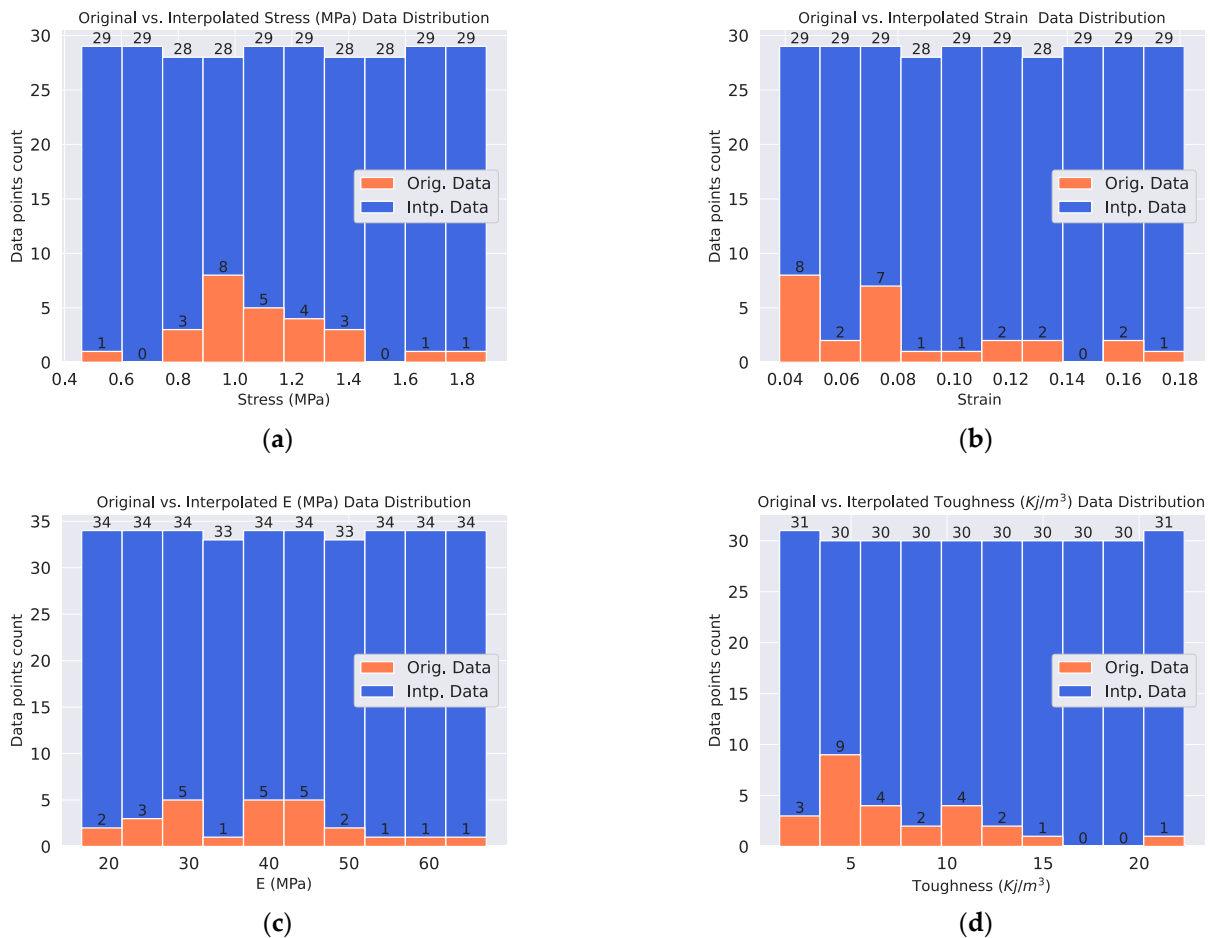 Original vs. Interpolated Stress (MPa) Data Distribution
30
25
20
15
10
5
0
Data points count
29 29 28 28 29 29 28 28 29 29
1 0 3 8 5 4 3 0 1 1
Orig. Data
Intp. Data
0.4 0.6 0.8 1.0 1.2 1.4 1.6 1.8
Stress (MPa)
(a)
Original vs. Interpolated Strain Data Distribution
30
25
20
15
10
5
0
Data points count
29 29 29 28 29 29 28 29 29 29
8 2 7 1 1 2 2 0 2 1
Orig. Data
Intp. Data
0.04 0.06 0.08 0.10 0.12 0.14 0.16 0.18
Strain
(b)
Original vs. Interpolated E (MPa) Data Distribution
35
30
25
20
15
10
5
0
Data points count
34 34 34 33 34 34 33 34 34 34
2 3 5 1 5 5 2 1 1 1
Orig. Data
Intp. Data
20 30 40 50 60
E (MPa)
(c)
Original vs. Iterpolated Toughness (Kj/m³) Data Distribution
30
25
20
15
10
5
0
Data points count
31 30 30 30 30 30 30 30 30 31
3 9 4 2 4 2 1 0 0 1
Orig. Data
Intp. Data
5 10 15 20
Toughness (Kj/m³)
(d)